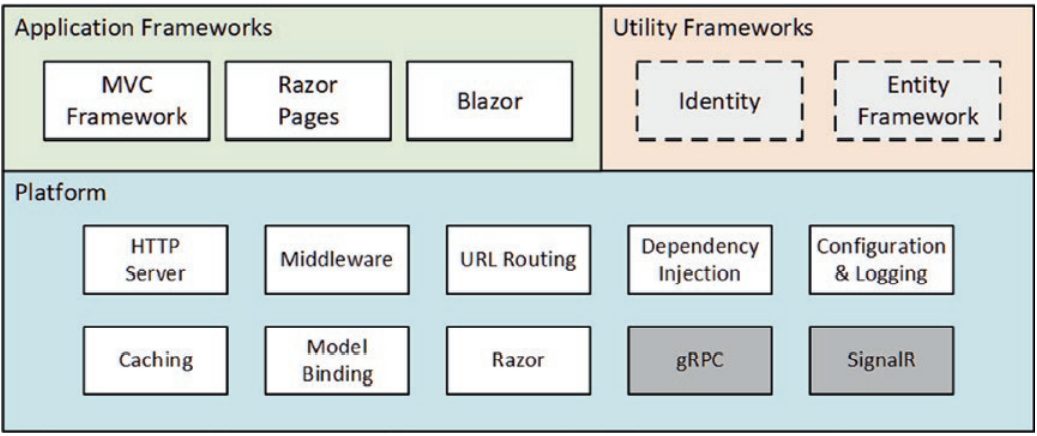 Application Frameworks
Utility Frameworks
MVC
Framework
Razor
Pages
Blazor
Identity
Entity
Framework
Platform
HTTP
Server
Middleware
URL Routing
Dependency
Injection
Configuration
& Logging
Caching
Model
Binding
Razor
gRPC
SignalR